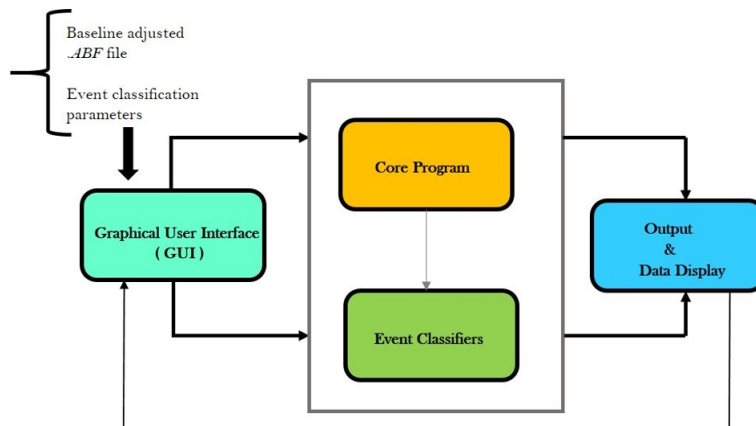 Baseline adjusted
.ABF file
Event classification
parameters
Graphical User Interface
( GUI )
Core Program
Event Classifiers
Output
&
Data Display